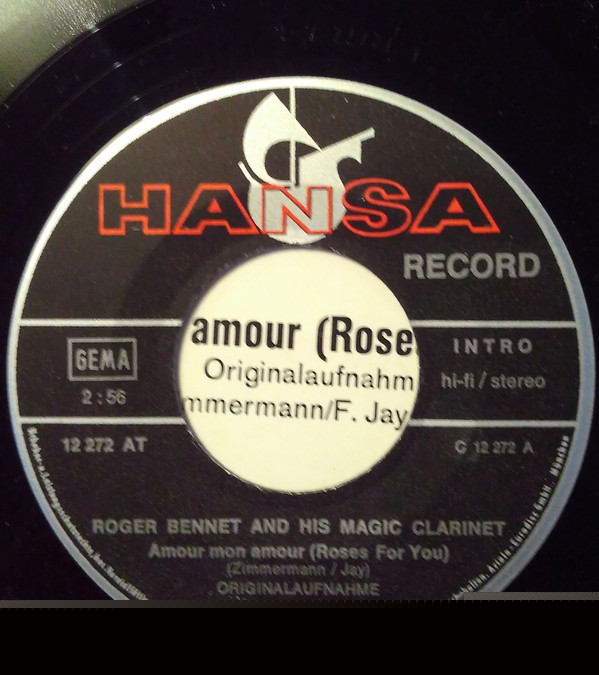 HANSA
RECORD
GEMA
2:56
amour (Rose
Originalaufnahm
mmermann/F. Jay
INTRO
hi-fi / stereo
12 272 AT
G 12 272 A
ROGER BENNET AND HIS MAGIC CLARINET
Amour mon amour (Roses For You)
(Zimmermann / Jay)
ORIGINALAUFNAHME